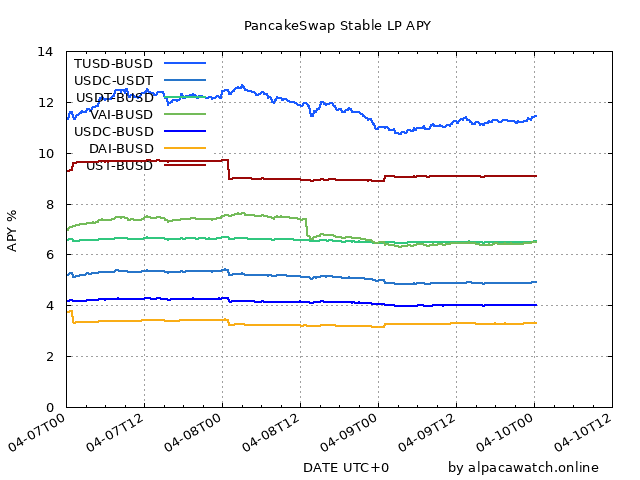 PancakeSwap Stable LP APY
14
12
10
8
6
4
2
0
APY %
TUSD-BUSD
USDC-USDT
USDT-BUSD
VAI-BUSD
USDC-BUSD
DAI-BUSD
UST-BUSD
04-07T00
04-07T12
04-08T00
04-08T12
04-09T00
04-09T12
04-10T00
04-10T12
DATE UTC+0
by alpacawatch.online